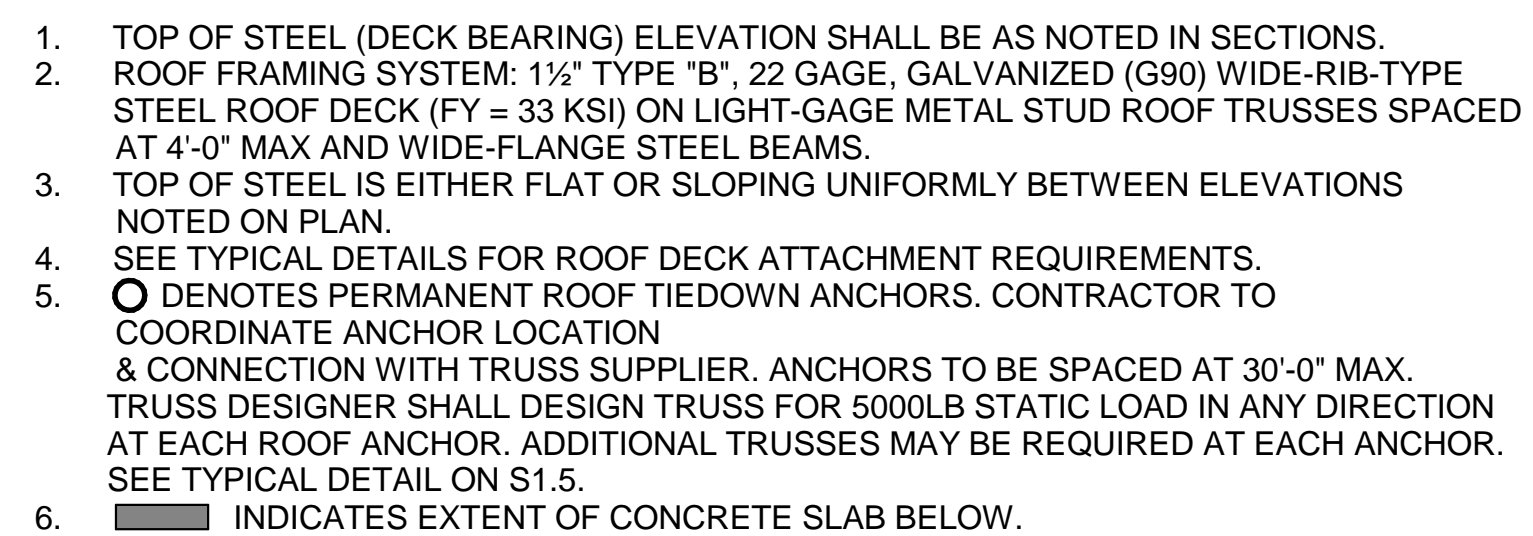 1. TOP OF STEEL (DECK BEARING) ELEVATION SHALL BE AS NOTED IN SECTIONS.
2. ROOF FRAMING SYSTEM: 1½" TYPE "B", 22 GAGE, GALVANIZED (G90) WIDE-RIB-TYPE
STEEL ROOF DECK (FY = 33 KSI) ON LIGHT-GAGE METAL STUD ROOF TRUSSES SPACED
AT 4'-0" MAX AND WIDE-FLANGE STEEL BEAMS.
3. TOP OF STEEL IS EITHER FLAT OR SLOPING UNIFORMLY BETWEEN ELEVATIONS
NOTED ON PLAN.
4. SEE TYPICAL DETAILS FOR ROOF DECK ATTACHMENT REQUIREMENTS.
5. DENOTES PERMANENT ROOF TIEDOWN ANCHORS. CONTRACTOR TO
COORDINATE ANCHOR LOCATION
& CONNECTION WITH TRUSS SUPPLIER. ANCHORS TO BE SPACED AT 30'-0" MAX.
TRUSS DESIGNER SHALL DESIGN TRUSS FOR 5000LB STATIC LOAD IN ANY DIRECTION
AT EACH ROOF ANCHOR. ADDITIONAL TRUSSES MAY BE REQUIRED AT EACH ANCHOR.
SEE TYPICAL DETAIL ON S1.5.
6. INDICATES EXTENT OF CONCRETE SLAB BELOW.